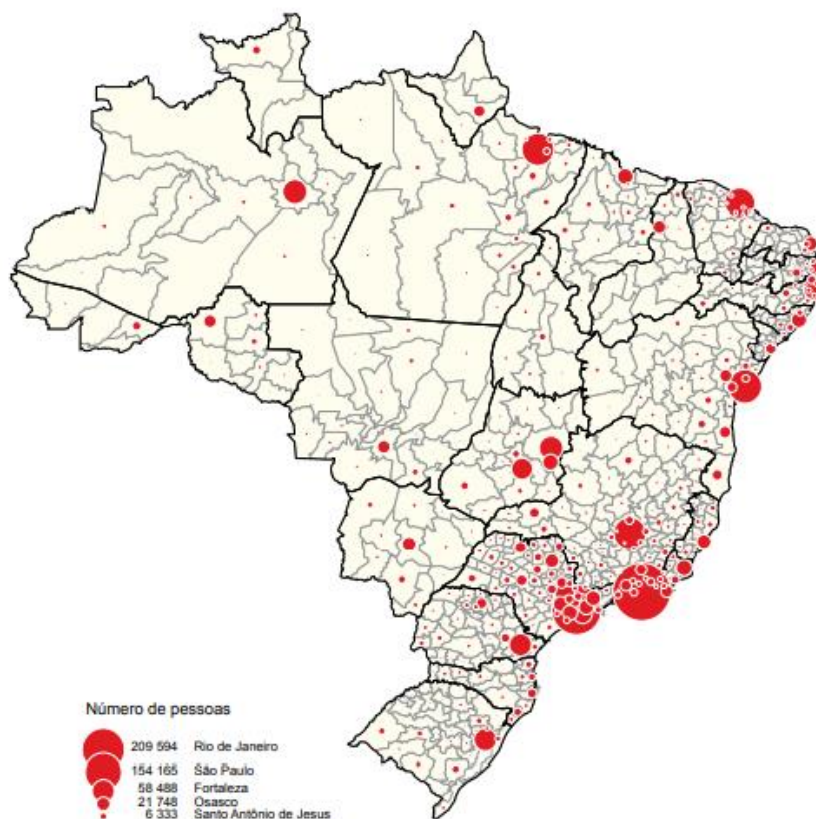 Número de pessoas
209 594 Rio de Janeiro
154 165 São Paulo
58 488 Fortaleza
21 748 Osasco
6 333 Santo Antônio de Jesus